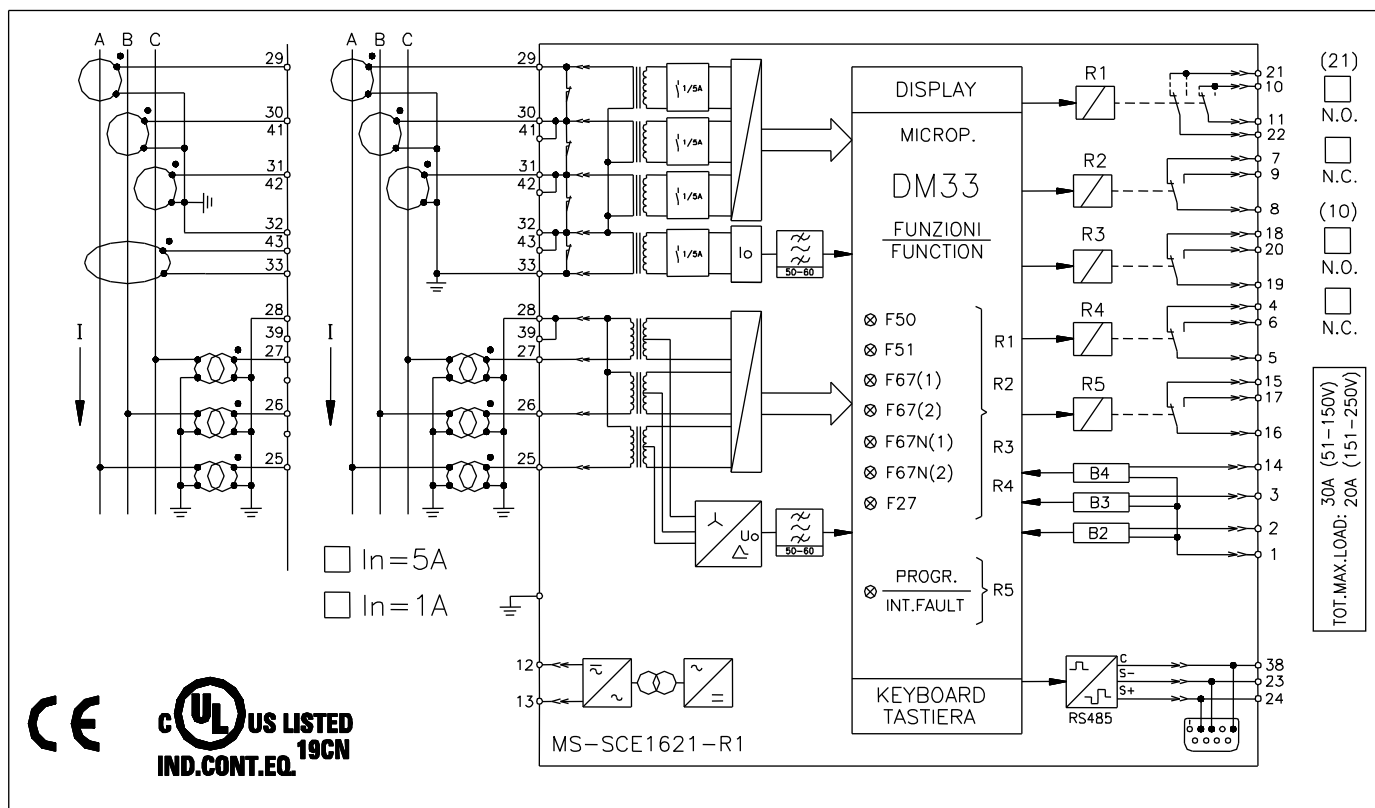 A B C
29
30
41
31
42
32
43
33
28
39
27
26
25
I
A B C
29
30
41
31
42
32
43
33
28
39
27
26
25
I
In=5A
In=1A
1/5A
1/5A
1/5A
1/5A
Io
50-60
Uo
50-60
12
13
MS-SCE1621-R1
DISPLAY
MICROP.
DM33
FUNZIONI
FUNCTION
F50
F51
F67(1)
F67(2)
F67N(1)
F67N(2)
F27
R1
R2
R3
R4
PROGR.
INT.FAULT
R5
KEYBOARD
TASTIERA
R1
R2
R3
R4
R5
B4
B3
B2
RS485
C
S-
S+
21
10
11
22
7
9
8
18
20
19
4
6
5
15
17
16
14
3
2
1
38
23
24
1
(21)
N.O.
N.C.
(10)
N.O.
N.C.
TOT.MAX.LOAD: 30A (51-150V)
20A (151-250V)
CE
C UL US LISTED
19CN
IND.CONT.EQ.